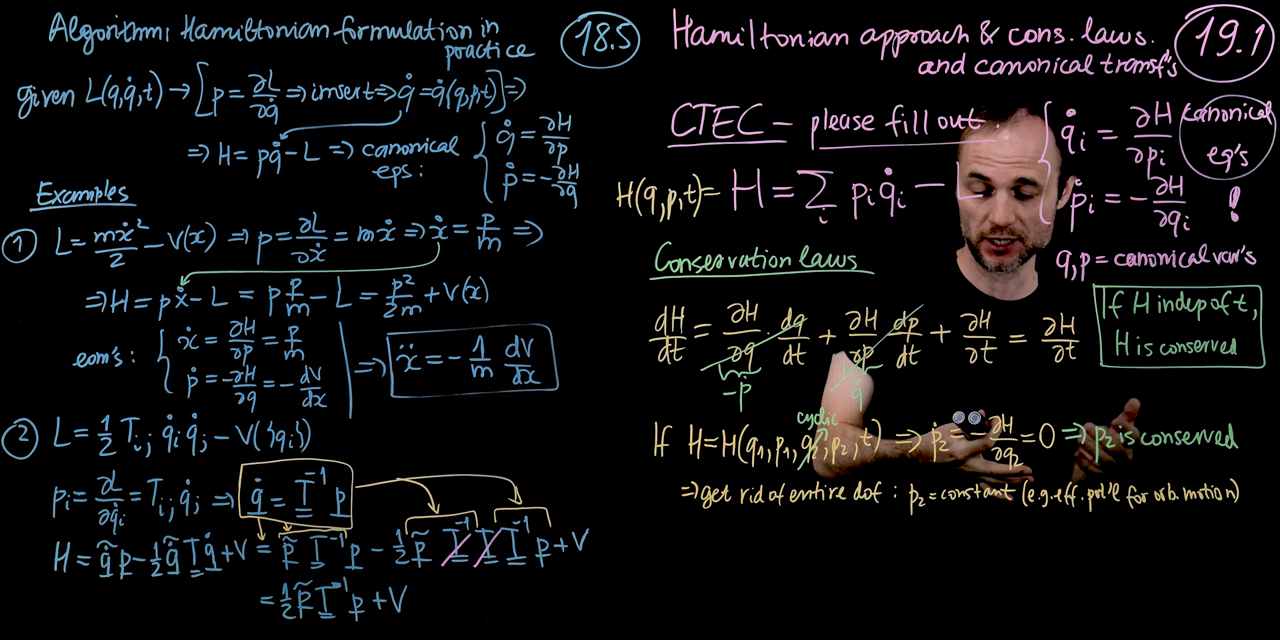 Algorithm: Hamiltonian formulation in practice
18.5
given L(q,q̇,t) → [p = ∂L/∂q̇ ⇒ insert ⇒ q̇ = q̇(q,p,t)] ⇒
⇒ H = pq̇ - L ⇒ canonical eqs: { q̇ = ∂H/∂p
ṗ = -∂H/∂q
Examples
① L = mẋ²/2 - V(x) ⇒ p = ∂L/∂ẋ = mẋ ⇒ ẋ = p/m ⇒
⇒ H = pẋ - L = p p/m - L = p²/2m + V(x)
eom's: { ẋ = ∂H/∂p = p/m
ṗ = -∂H/∂q = -dV/dx
⇒ ẍ = -1/m dV/dx
② L = 1/2 Tij q̇i q̇j - V({qi})
pi = ∂L/∂q̇i = Tij q̇j ⇒ q̇ = T⁻¹ p
H = q̃̇ p - 1/2 q̃̇ T q̇ + V = p̃ T⁻¹ p - 1/2 p̃ T⁻¹ T T⁻¹ p + V
= 1/2 p̃ T⁻¹ p + V
Hamiltonian approach & cons. laws.
and canonical transf's
19.1
CTEC - please fill out.
H(q,p,t) = H = Σi pi q̇i - L
{ q̇i = ∂H/∂pi
ṗi = -∂H/∂qi
canonical eq's
!
q,p = canonical var's
Conservation laws
dH/dt = ∂H/∂q · dq/dt + ∂H/∂p dp/dt + ∂H/∂t = ∂H/∂t
-ṗ q̇
If H indep of t,
H is conserved
cyclic
If H = H(q1, p1, q2, p2, t) ⇒ ṗ2 = -∂H/∂q2 = 0 ⇒ p2 is conserved
⇒ get rid of entire dof: p2 = constant (e.g. eff. pot'l for orb. motion)